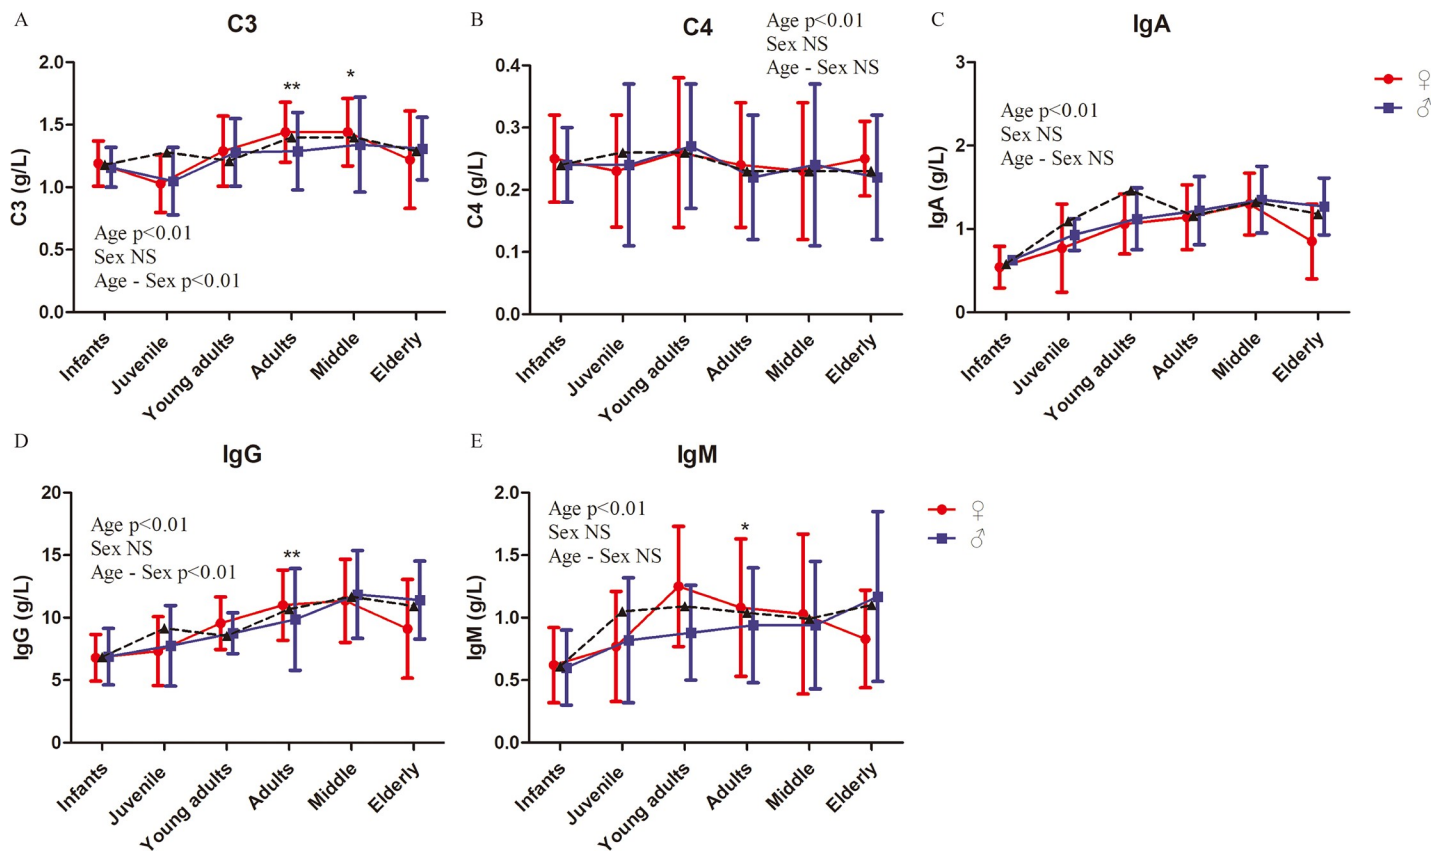 A
C3
C3 (g/L)
2.0
1.5
1.0
0.5
0.0
**
*
Age p<0.01
Sex NS
Age - Sex p<0.01
Infants
Juvenile
Young adults
Adults
Middle
Elderly
B
C4
C4 (g/L)
0.4
0.3
0.2
0.1
0.0
Age p<0.01
Sex NS
Age - Sex NS
Infants
Juvenile
Young adults
Adults
Middle
Elderly
C
IgA
IgA (g/L)
3
2
1
0
Age p<0.01
Sex NS
Age - Sex NS
Infants
Juvenile
Young adults
Adults
Middle
Elderly
♀
♂
D
IgG
IgG (g/L)
20
15
10
5
0
Age p<0.01
Sex NS
Age - Sex p<0.01
**
Infants
Juvenile
Young adults
Adults
Middle
Elderly
E
IgM
IgM (g/L)
2.0
1.5
1.0
0.5
0.0
Age p<0.01
Sex NS
Age - Sex NS
*
Infants
Juvenile
Young adults
Adults
Middle
Elderly
♀
♂